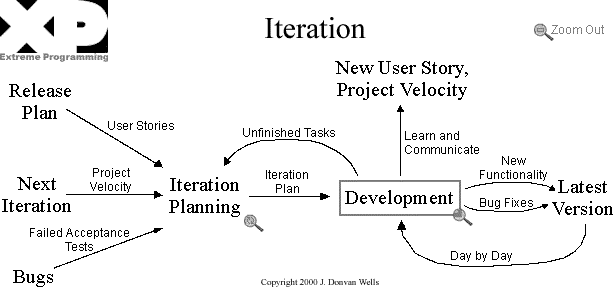 XP
Extreme Programming
Iteration
Zoom Out
New User Story,
Project Velocity
Release
Plan
User Stories
Unfinished Tasks
Learn and
Communicate
Next
Iteration
Project
Velocity
Iteration
Planning
Iteration
Plan
Development
New
Functionality
Bug Fixes
Latest
Version
Failed Acceptance
Tests
Bugs
Day by Day
Copyright 2000 J. Donvan Wells